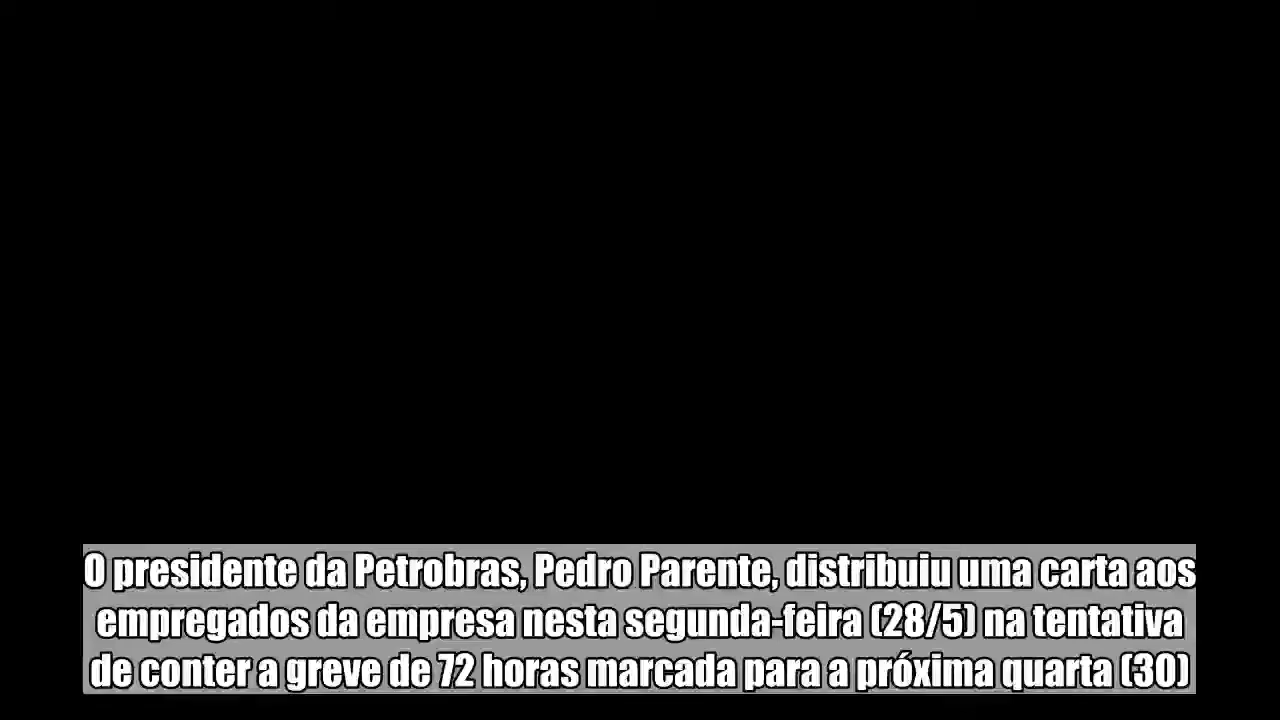 O presidente da Petrobras, Pedro Parente, distribuiu uma carta aos
empregados da empresa nesta segunda-feira (28/5) na tentativa
de conter a greve de 72 horas marcada para a próxima quarta (30)